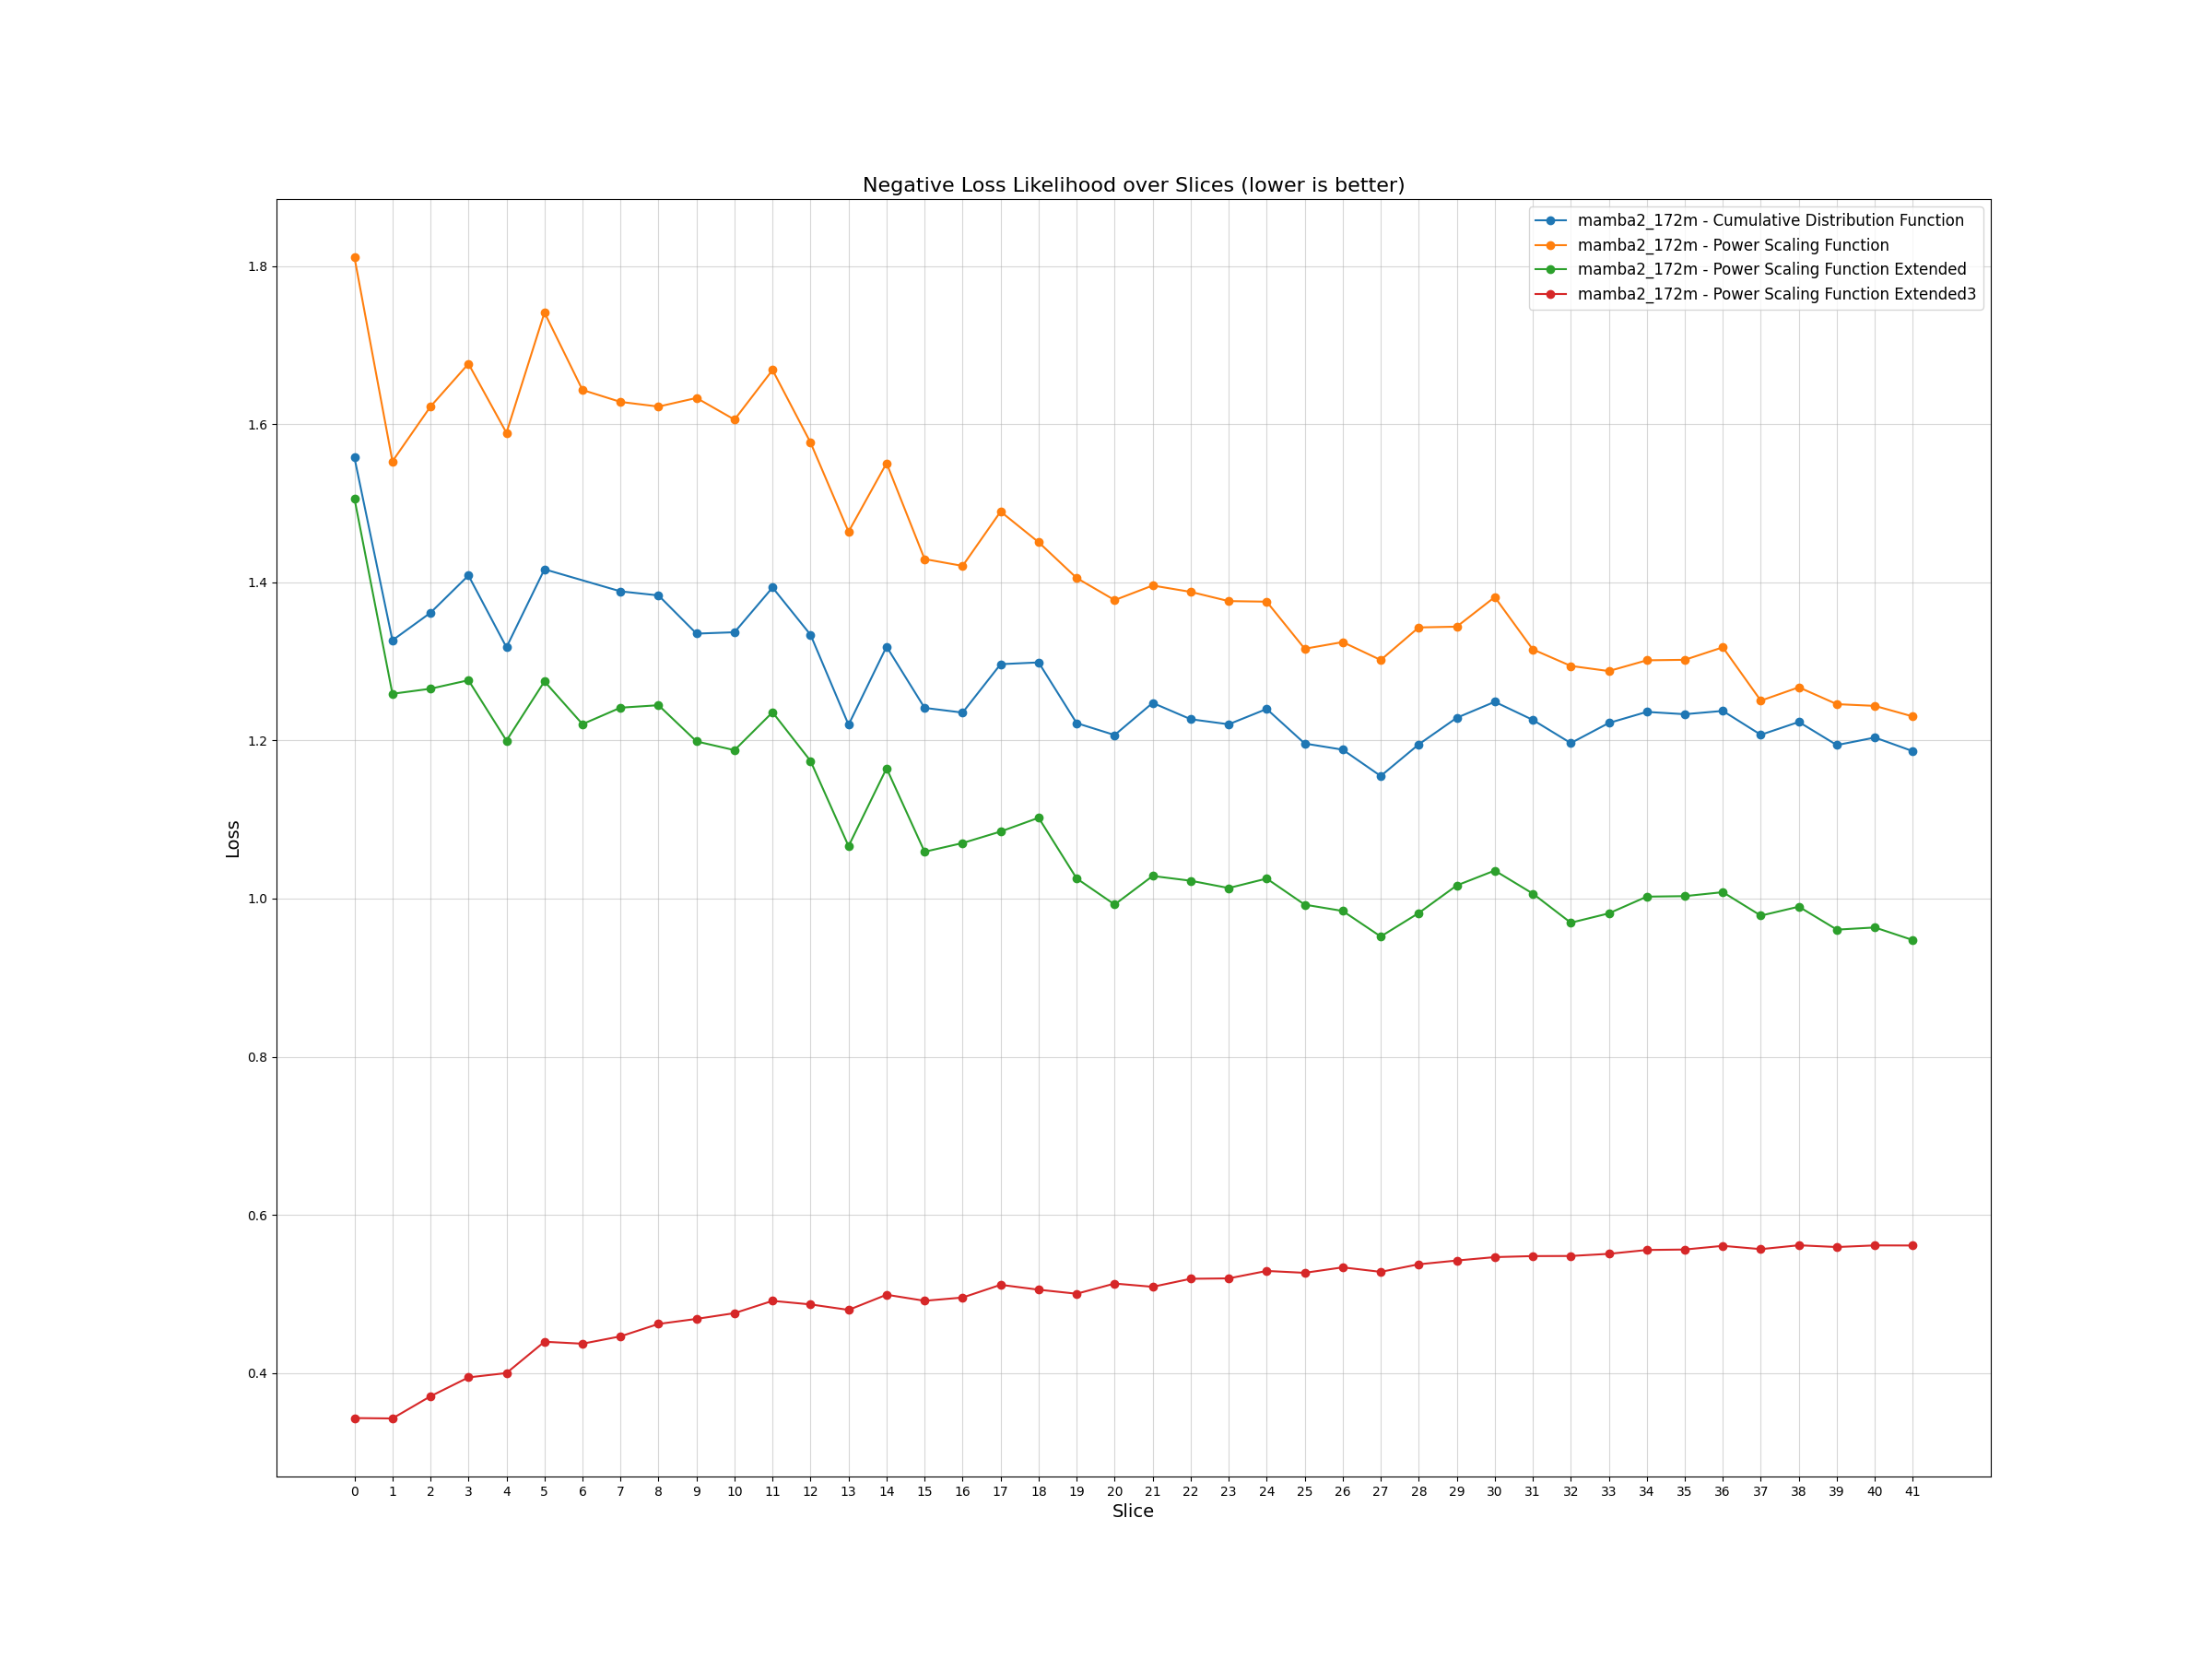 Negative Loss Likelihood over Slices (lower is better)
mamba2_172m - Cumulative Distribution Function
mamba2_172m - Power Scaling Function
mamba2_172m - Power Scaling Function Extended
mamba2_172m - Power Scaling Function Extended3
1.8
1.6
1.4
1.2
1.0
0.8
0.6
0.4
Loss
0 1 2 3 4 5 6 7 8 9 10 11 12 13 14 15 16 17 18 19 20 21 22 23 24 25 26 27 28 29 30 31 32 33 34 35 36 37 38 39 40 41
Slice